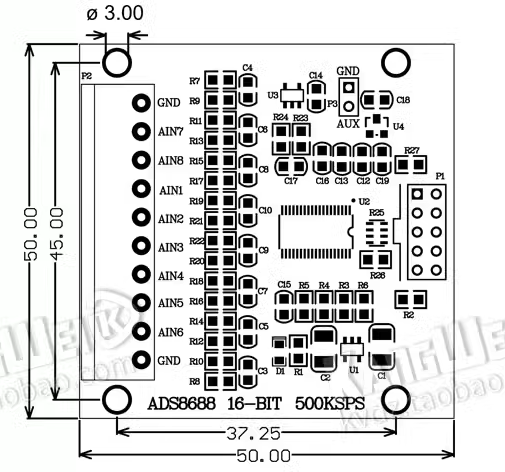 ø 3.00
P2
GND
AIN7
AIN8
AIN1
AIN2
AIN3
AIN4
AIN5
AIN6
GND
R7
R9
R11
R13
R15
R17
R19
R21
R22
R20
R18
R16
R14
R12
R10
R8
C4
C6
C8
C10
C9
C7
C5
C3
U3
C14
GND
P3
AUX
C18
R24
R23
U4
C17
C16
C13
C12
C19
R27
P1
U2
R25
R26
C15
R5
R4
R3
R6
R2
D1
R1
C2
U1
C1
ADS8688 16-BIT 500KSPS
50.00
45.00
37.25
50.00
taobao
kvdz.taobao